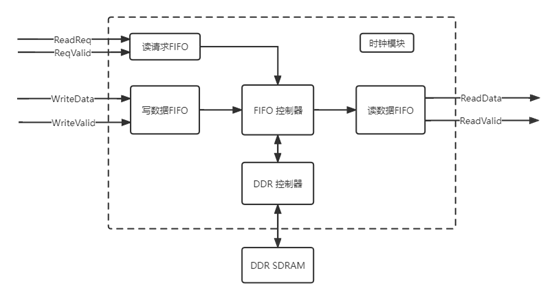 ReadReq
ReqValid
读请求FIFO
时钟模块
WriteData
WriteValid
写数据FIFO
FIFO 控制器
读数据FIFO
ReadData
ReadValid
DDR 控制器
DDR SDRAM